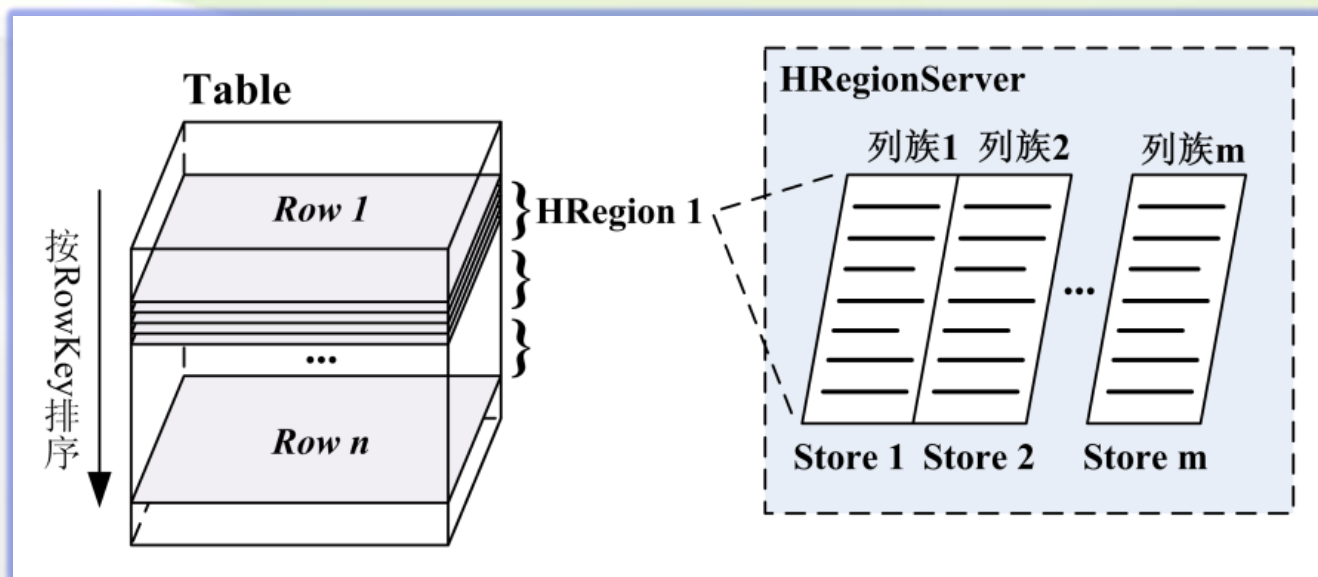 Table
按RowKey排序
Row 1
...
Row n
HRegion 1
HRegionServer
列族1 列族2 列族m
...
Store 1 Store 2 Store m